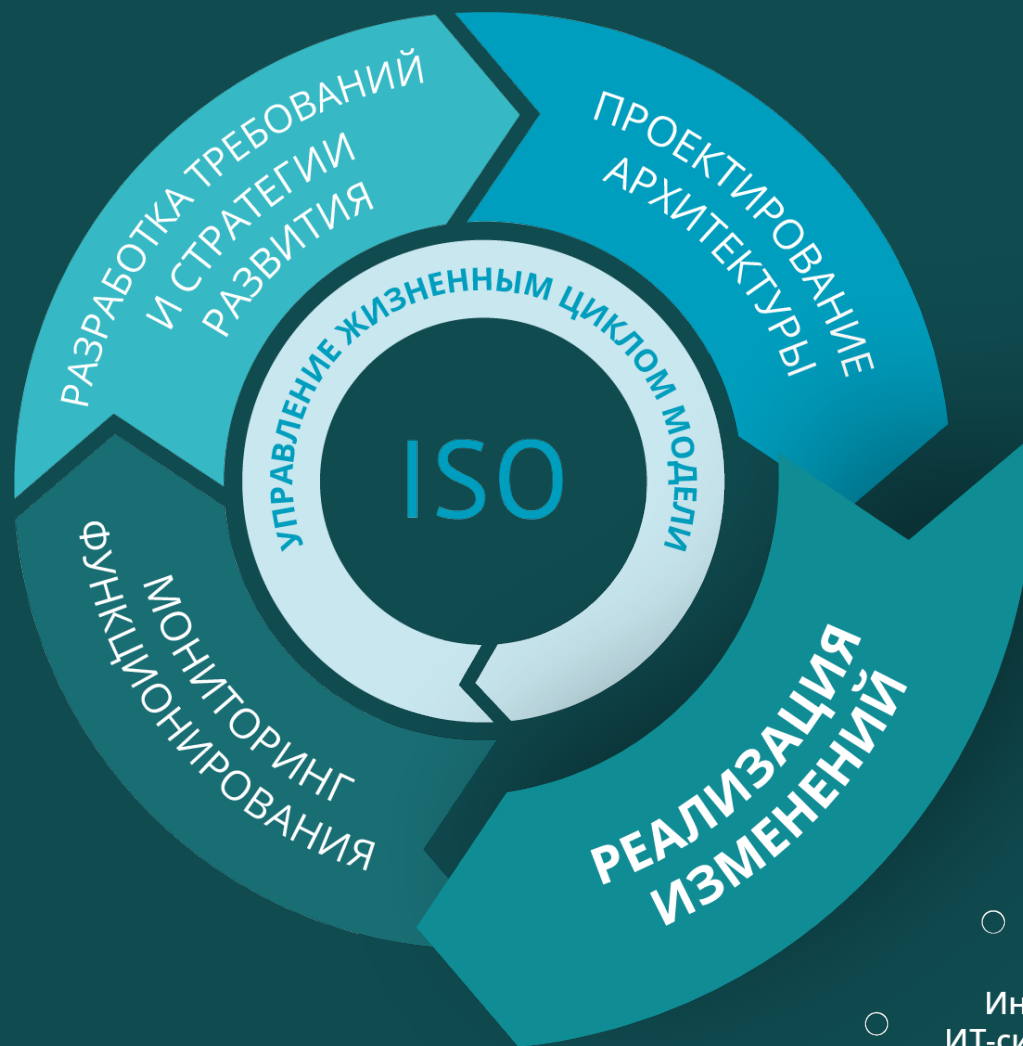 РАЗРАБОТКА ТРЕБОВАНИЙ
И СТРАТЕГИИ
РАЗВИТИЯ
ПРОЕКТИРОВАНИЕ
АРХИТЕКТУРЫ
УПРАВЛЕНИЕ ЖИЗНЕННЫМ ЦИКЛОМ МОДЕЛИ
ISO
МОНИТОРИНГ
ФУНКЦИОНИРОВАНИЯ
РЕАЛИЗАЦИЯ
ИЗМЕНЕНИЙ